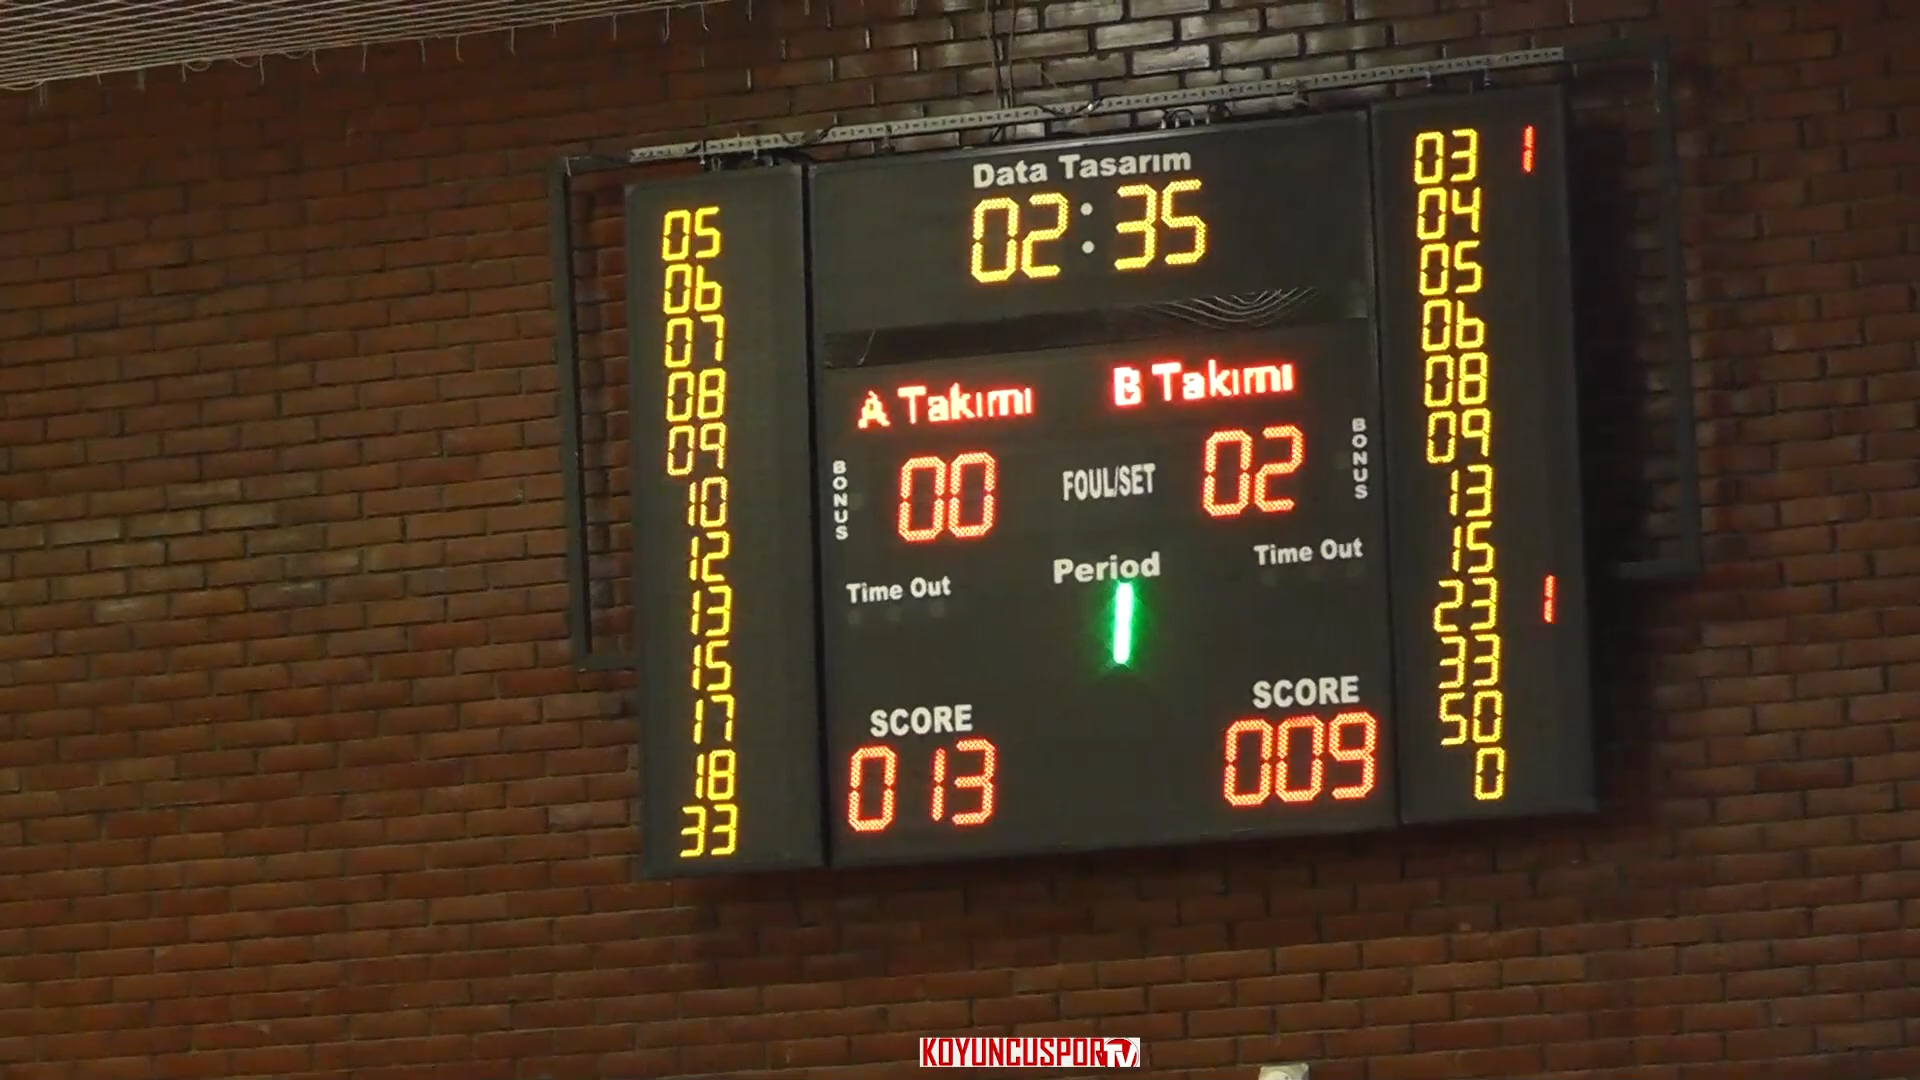 Data Tasarım
02:35
05
06
07
08
09
10
12
13
15
17
18
33
A Takımı
B Takımı
BONUS
00
FOUL/SET
02
BONUS
Time Out
Period
Time Out
1
SCORE
SCORE
013
009
03 1
04
05
06
08
09
13
15
23 1
33
50
0
KOYUNCUSPOR TV